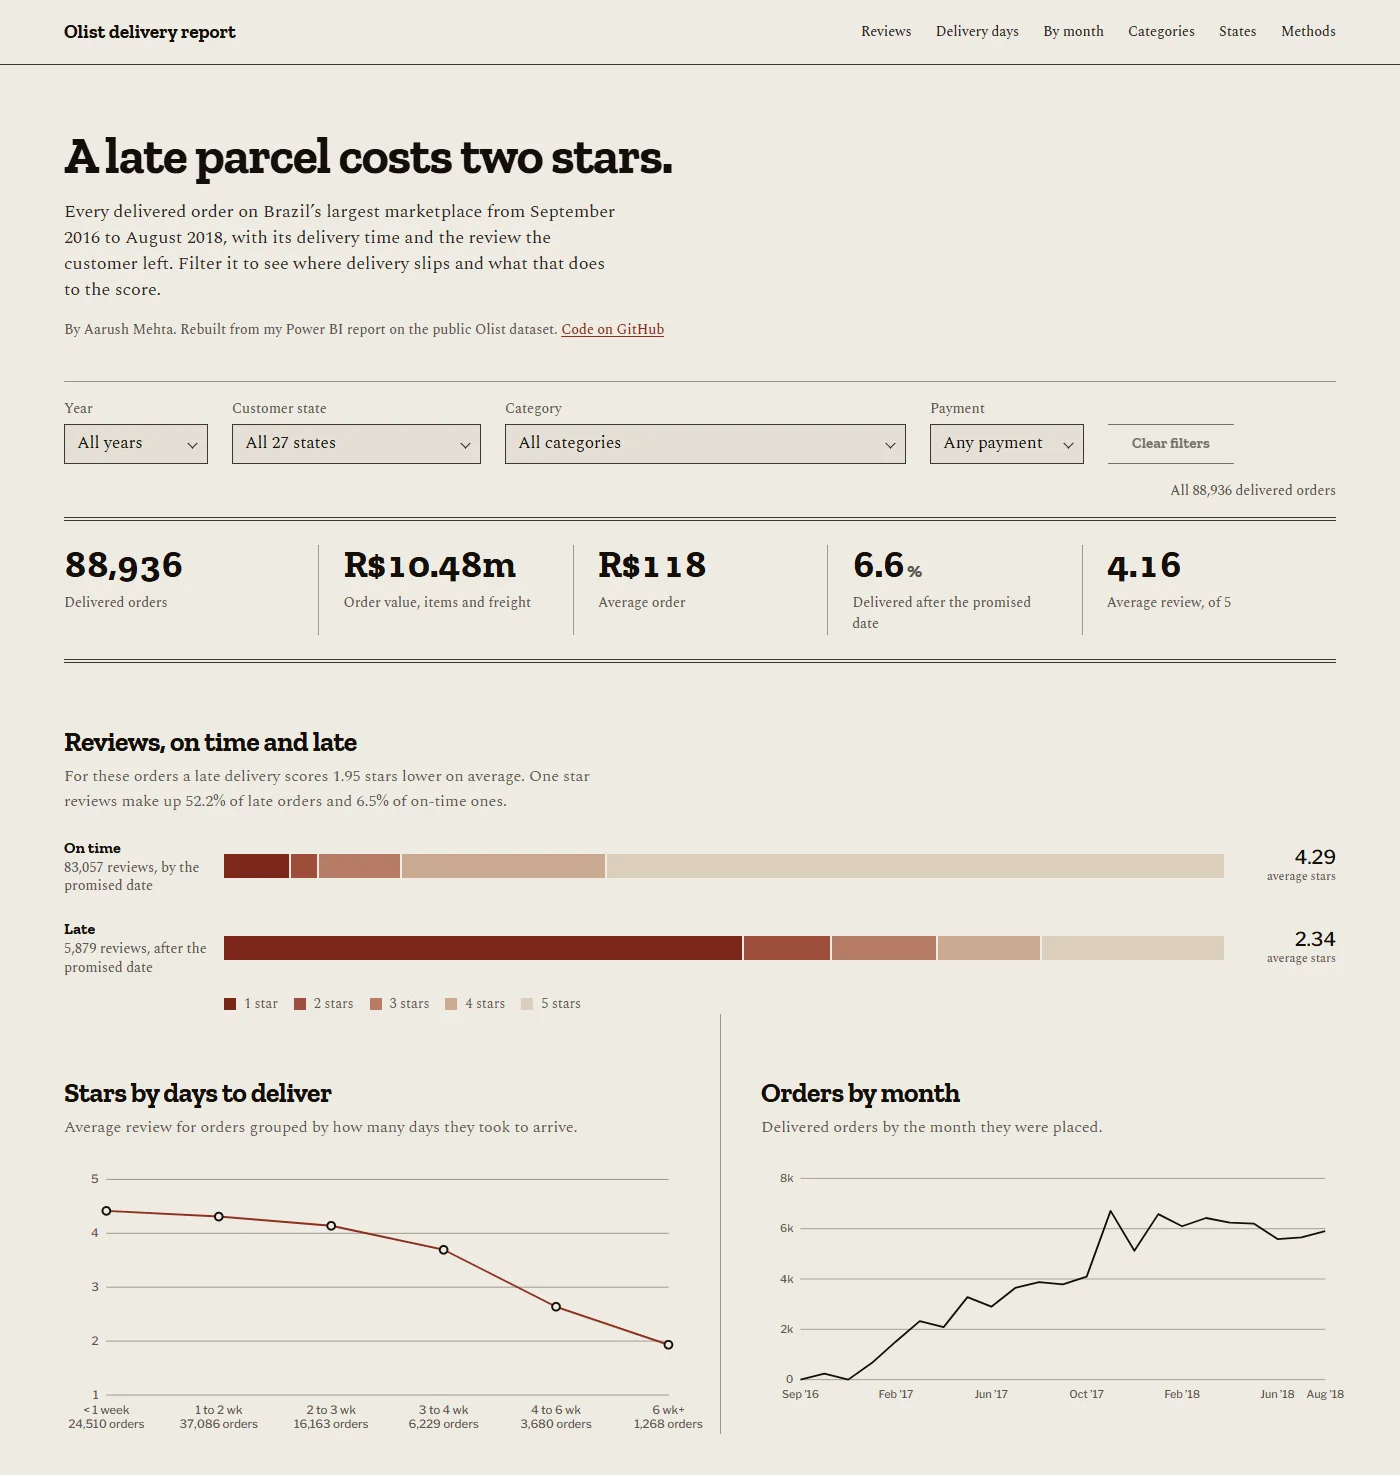 Olist delivery report
Reviews Delivery days By month Categories States Methods
A late parcel costs two stars.
Every delivered order on Brazil’s largest marketplace from September
2016 to August 2018, with its delivery time and the review the
customer left. Filter it to see where delivery slips and what that does
to the score.
By Aarush Mehta. Rebuilt from my Power BI report on the public Olist dataset. Code on GitHub
Year Customer state Category Payment
All years All 27 states All categories Any payment Clear filters
All 88,936 delivered orders
88,936 R$10.48m R$118 6.6% 4.16
Delivered orders Order value, items and freight Average order Delivered after the promised Average review, of 5
date
Reviews, on time and late
For these orders a late delivery scores 1.95 stars lower on average. One star
reviews make up 52.2% of late orders and 6.5% of on-time ones.
On time
83,057 reviews, by the
promised date
4.29
average stars
Late
5,879 reviews, after the
promised date
2.34
average stars
1 star 2 stars 3 stars 4 stars 5 stars
Stars by days to deliver
Average review for orders grouped by how many days they took to arrive.
5
4
3
2
1
<1 week 1 to 2 wk 2 to 3 wk 3 to 4 wk 4 to 6 wk 6 wk+
24,510 orders 37,086 orders 16,163 orders 6,229 orders 3,680 orders 1,268 orders
Orders by month
Delivered orders by the month they were placed.
8k
6k
4k
2k
0
Sep ’16 Feb ’17 Jun ’17 Oct ’17 Feb ’18 Jun ’18 Aug ’18